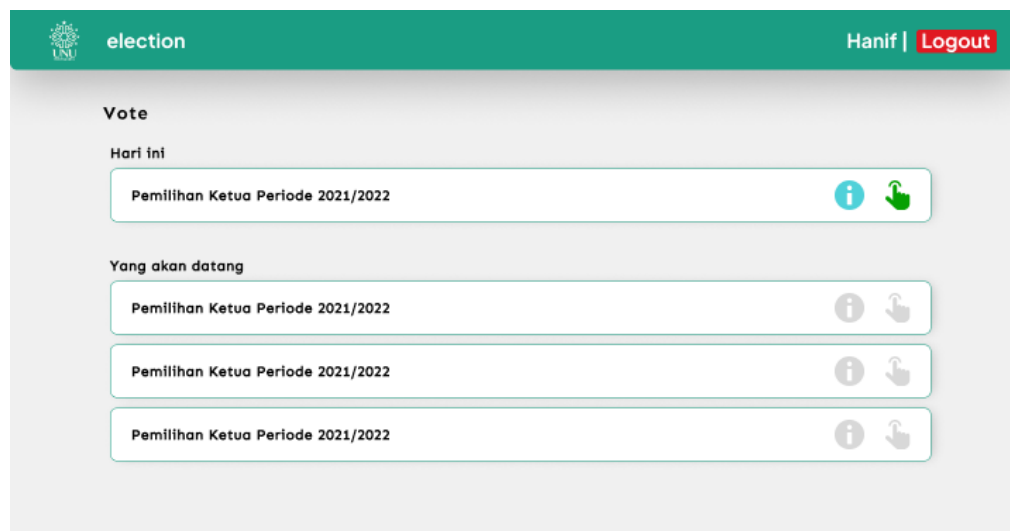 UNU
election
Hanif | Logout
Vote
Hari ini
Pemilihan Ketua Periode 2021/2022
Yang akan datang
Pemilihan Ketua Periode 2021/2022
Pemilihan Ketua Periode 2021/2022
Pemilihan Ketua Periode 2021/2022